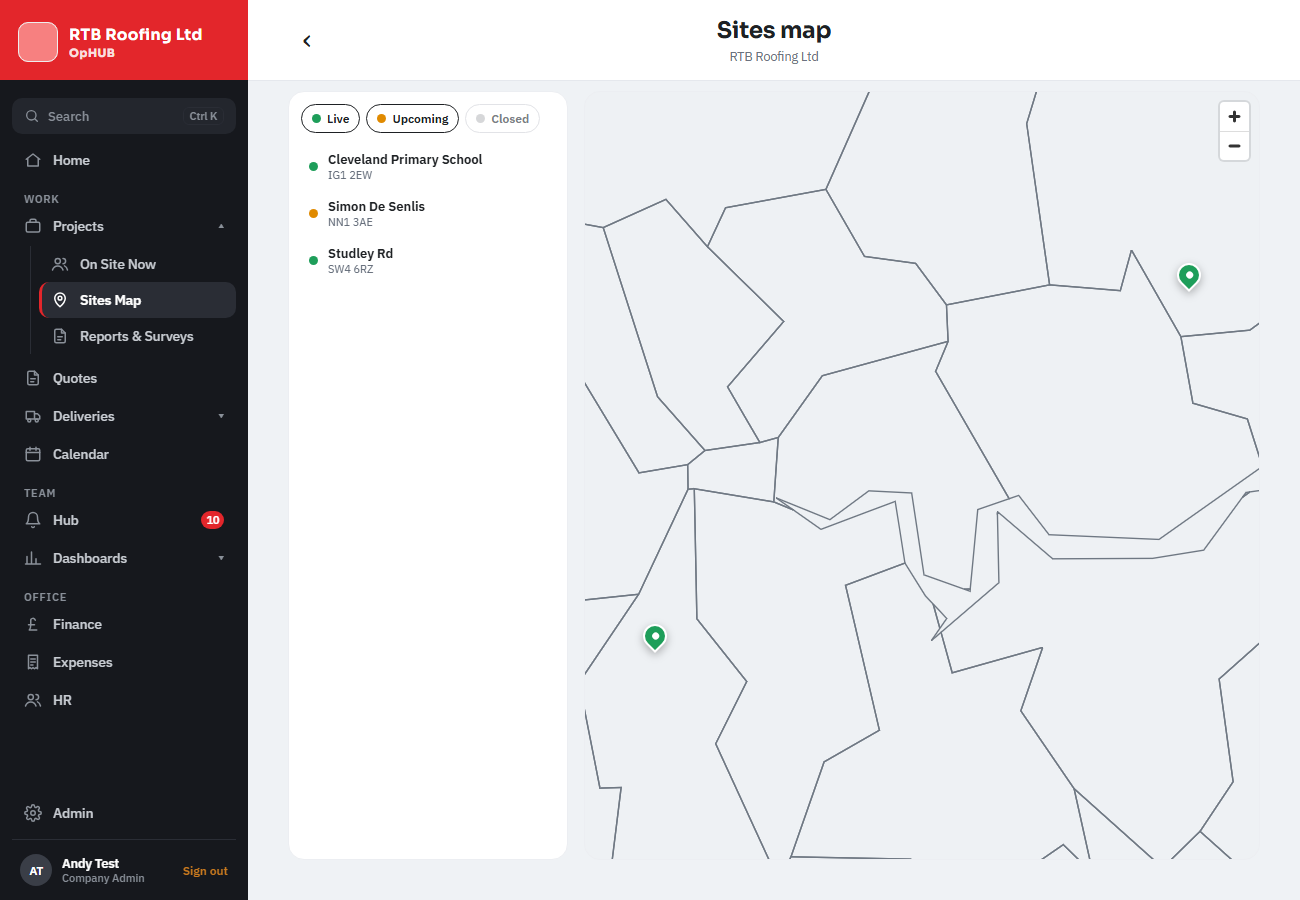 RTB Roofing Ltd
OpHUB
Search
Ctrl K
Home
WORK
Projects
On Site Now
Sites Map
Reports & Surveys
Quotes
Deliveries
Calendar
TEAM
Hub
10
Dashboards
OFFICE
Finance
Expenses
HR
Admin
AT
Andy Test
Company Admin
Sign out
Sites map
RTB Roofing Ltd
Live
Upcoming
Closed
Cleveland Primary School
IG1 2EW
Simon De Senlis
NN1 3AE
Studley Rd
SW4 6RZ
+
−